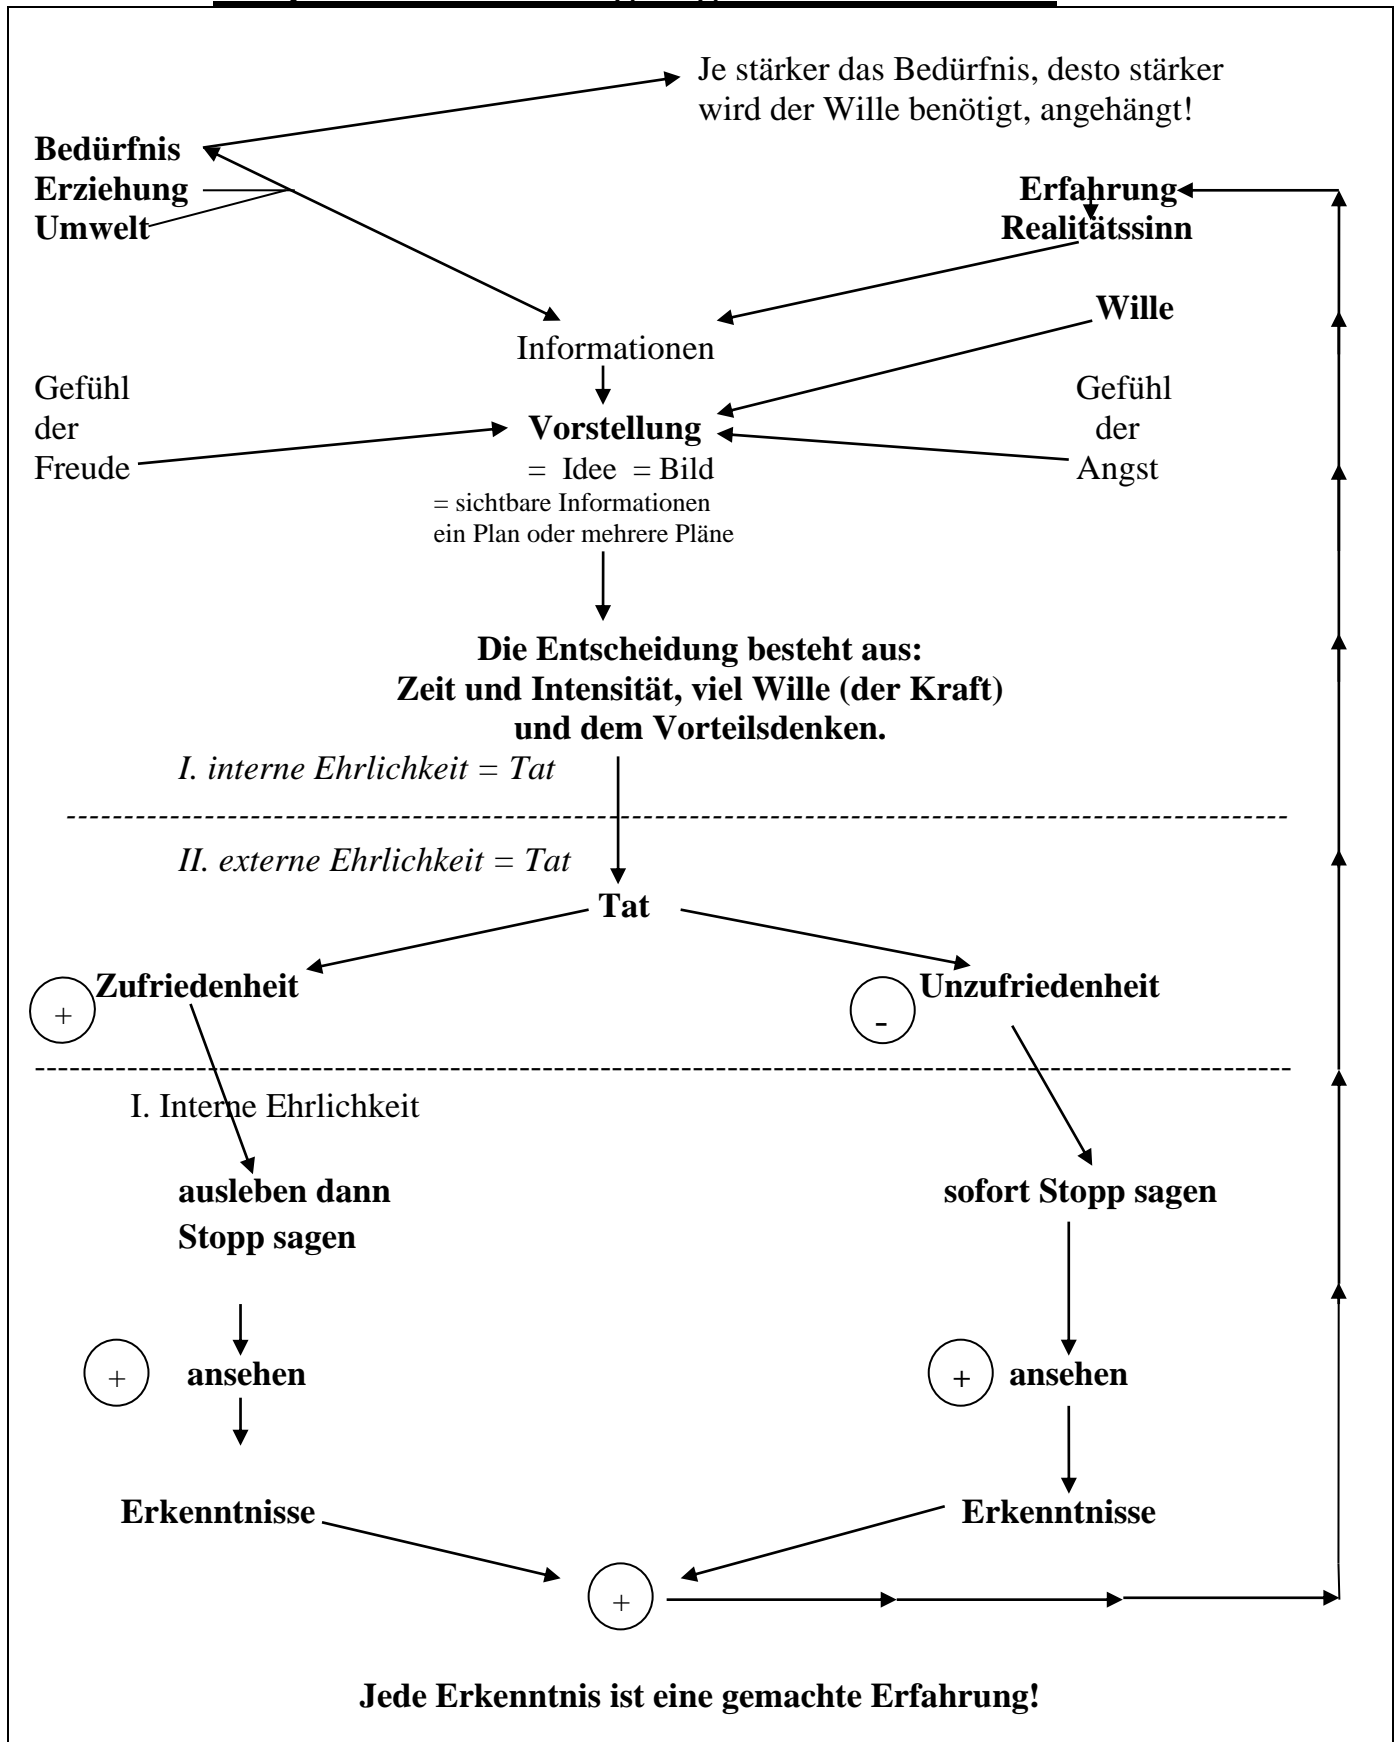 Je stärker das Bedürfnis, desto stärker
wird der Wille benötigt, angehängt!
Bedürfnis
Erziehung
Umwelt
Erfahrung
Realitätssinn
Wille
Informationen
Gefühl
der
Freude
Gefühl
der
Angst
Vorstellung
= Idee = Bild
= sichtbare Informationen
ein Plan oder mehrere Pläne
Die Entscheidung besteht aus:
Zeit und Intensität, viel Wille (der Kraft)
und dem Vorteilsdenken.
I. interne Ehrlichkeit = Tat
II. externe Ehrlichkeit = Tat
Tat
Zufriedenheit
+
Unzufriedenheit
-
I. Interne Ehrlichkeit
ausleben dann
Stopp sagen
sofort Stopp sagen
+ ansehen
+ ansehen
Erkenntnisse
Erkenntnisse
+
Jede Erkenntnis ist eine gemachte Erfahrung!